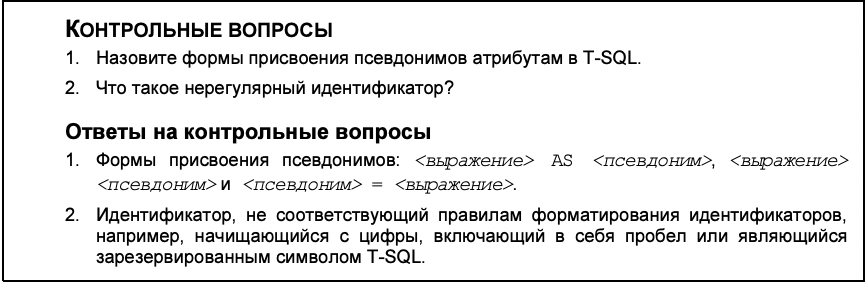 КОНТРОЛЬНЫЕ ВОПРОСЫ
1. Назовите формы присвоения псевдонимов атрибутам в T-SQL.
2. Что такое нерегулярный идентификатор?
Ответы на контрольные вопросы
1. Формы присвоения псевдонимов: <выражение> AS <псевдоним>, <выражение>
<псевдоним> и <псевдоним> = <выражение>.
2. Идентификатор, не соответствующий правилам форматирования идентификаторов,
например, начищающийся с цифры, включающий в себя пробел или являющийся
зарезервированным символом T-SQL.